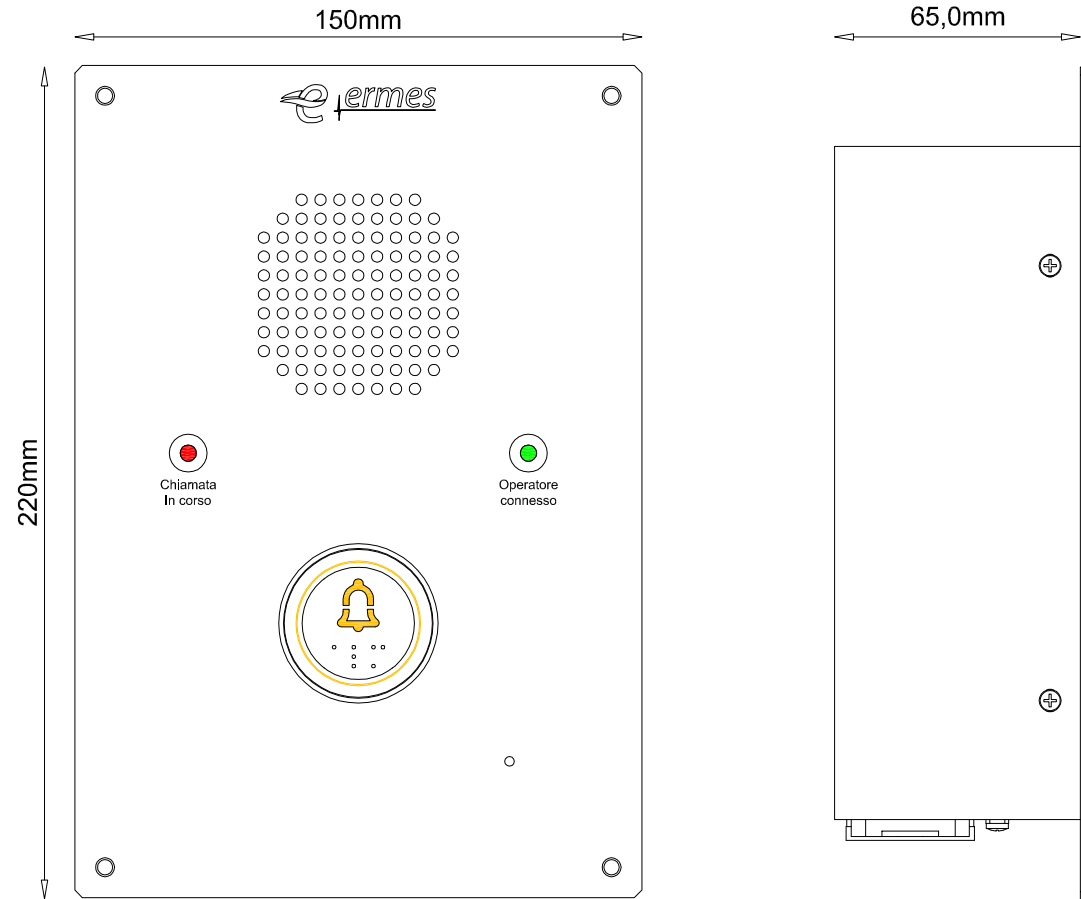 150mm
65,0mm
ermes
220mm
Chiamata
In corso
Operatore
connesso